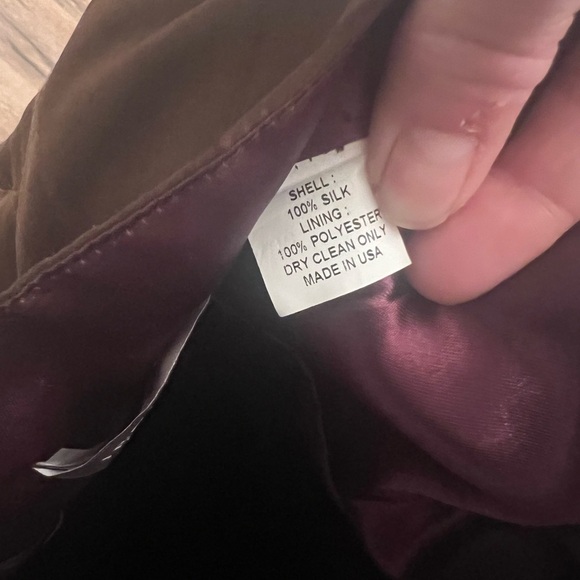 SHELL :
100% SILK
LINING :
100% POLYESTER
DRY CLEAN ONLY
MADE IN USA